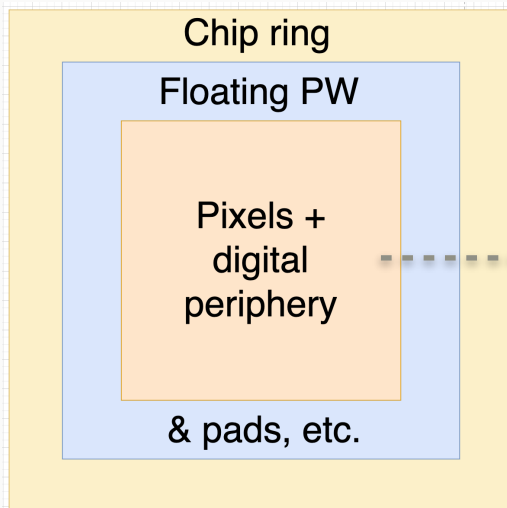 Chip ring
Floating PW
Pixels +
digital
periphery
& pads, etc.